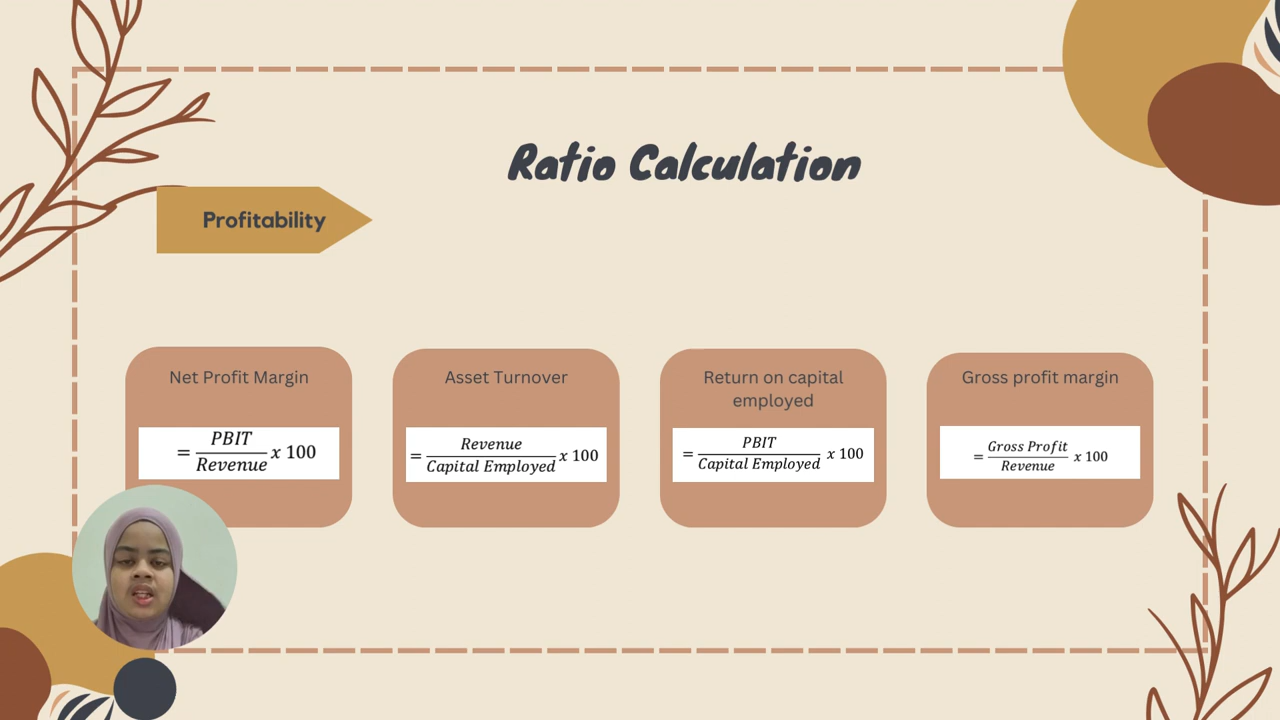 Ratio Calculation
Profitability
Net Profit Margin
= PBIT / Revenue x 100
Asset Turnover
= Revenue / Capital Employed x 100
Return on capital
employed
= PBIT / Capital Employed x 100
Gross profit margin
= Gross Profit / Revenue x 100